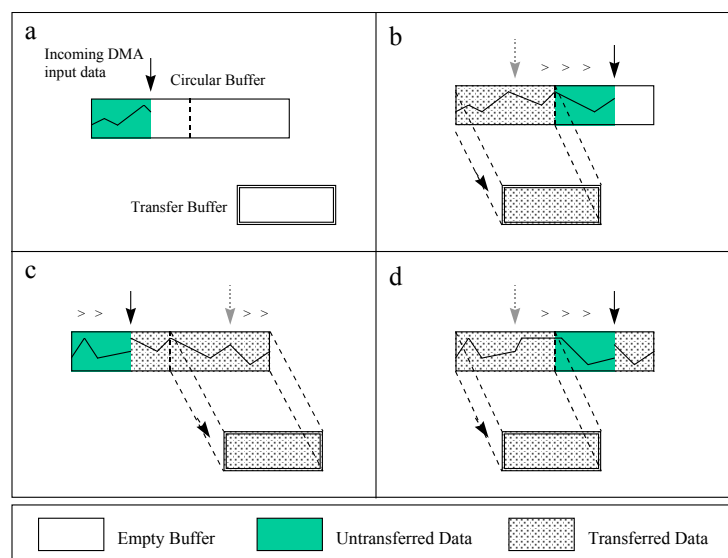 a
Incoming DMA
input data
Circular Buffer
Transfer Buffer
b
> > >
c
> >
> >
d
> > >
Empty Buffer
Untransferred Data
Transferred Data